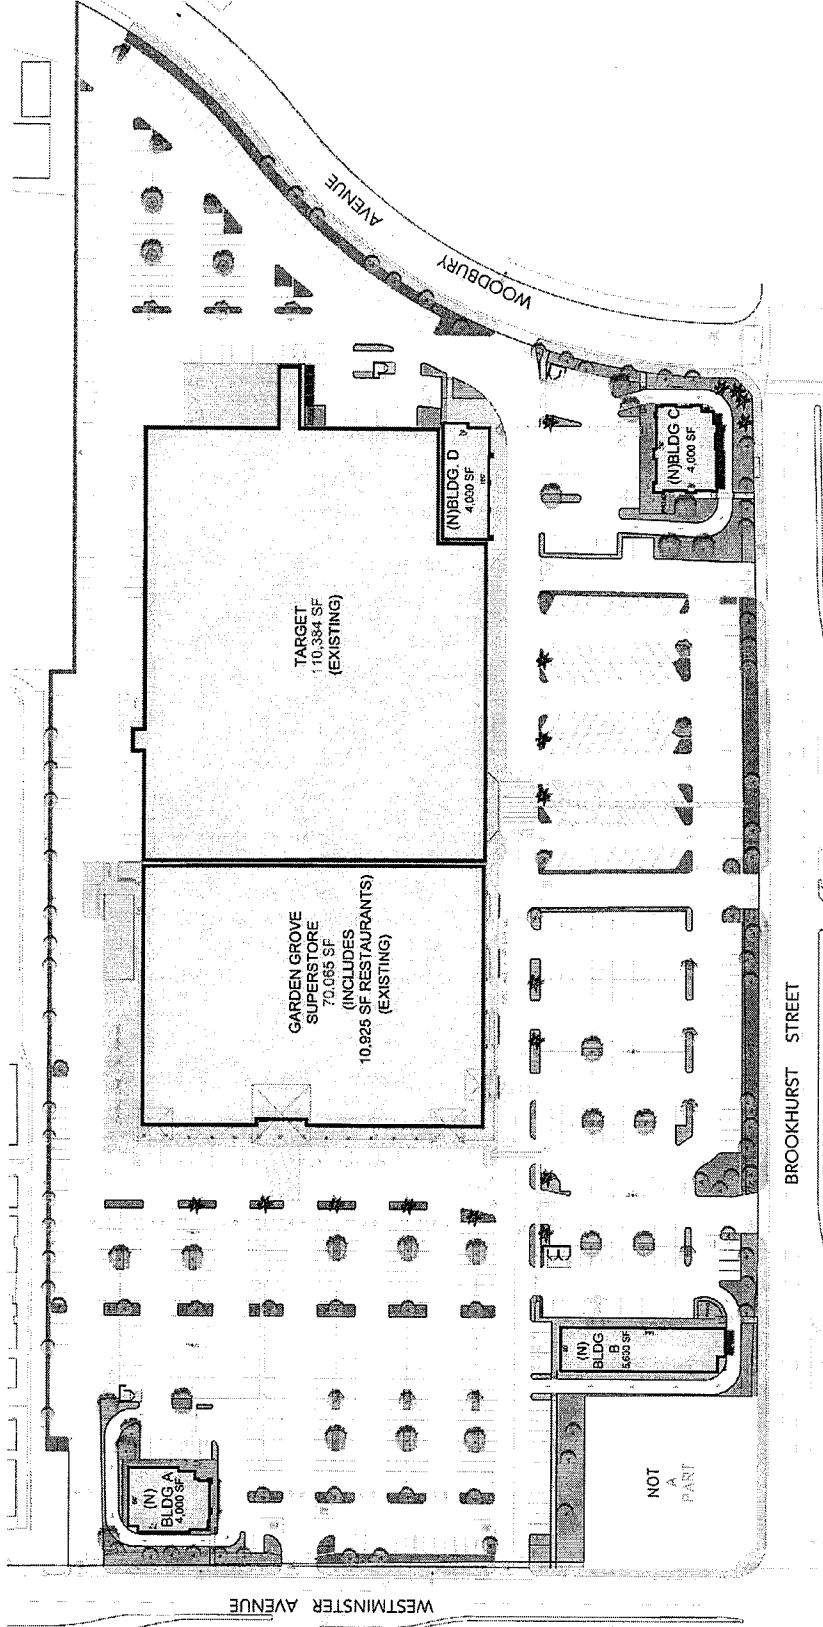 WOODBURY
AVENUE
(N)BLDG C
4,000 SF
(N)BLDG. D
4,000 SF
TARGET
110,384 SF
(EXISTING)
GARDEN GROVE
SUPERSTORE
70,065 SF
(INCLUDES
10,925 SF RESTAURANTS)
(EXISTING)
BROOKHURST STREET
(N)
BLDG
B
5,600 SF
(N)
BLDG A
4,000 SF
NOT
A
PART
WESTMINSTER AVENUE